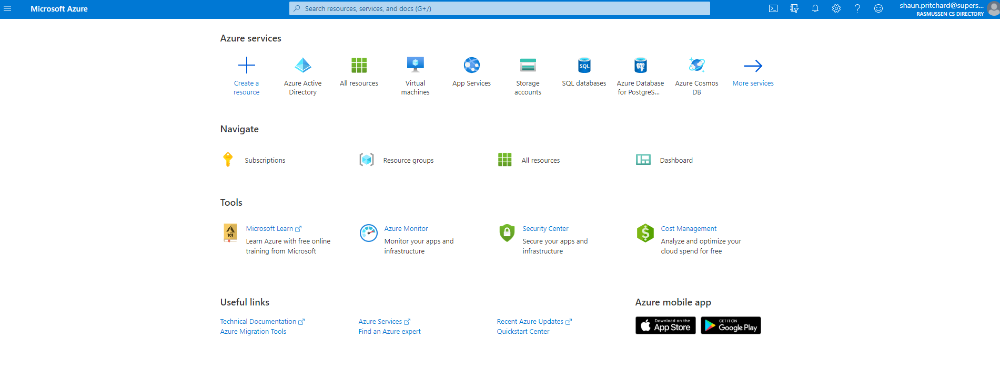 Microsoft Azure
Search resources, services, and docs (G+/)
shaun.pritchard@supers...
RASMUSSEN CS DIRECTORY
Azure services
Create a
resource
Azure Active
Directory
All resources
Virtual
machines
App Services
Storage
accounts
SQL
SQL databases
Azure Database
for PostgreS...
Azure Cosmos
DB
More services
Navigate
Subscriptions
Resource groups
All resources
Dashboard
Tools
101
Microsoft Learn
Learn Azure with free online
training from Microsoft
Azure Monitor
Monitor your apps and
infrastructure
Security Center
Secure your apps and
infrastructure
$
Cost Management
Analyze and optimize your
cloud spend for free
Useful links
Technical Documentation
Azure Migration Tools
Azure Services
Find an Azure expert
Recent Azure Updates
Quickstart Center
Azure mobile app
Download on the
App Store
GET IT ON
Google Play